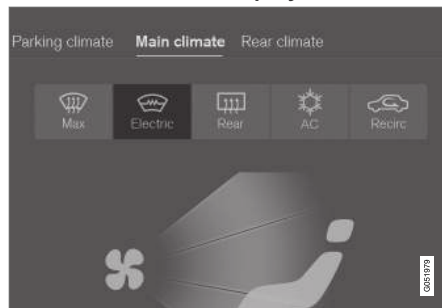 Parking climate Main climate Rear climate
Max Electric Rear AC Recirc
G051979